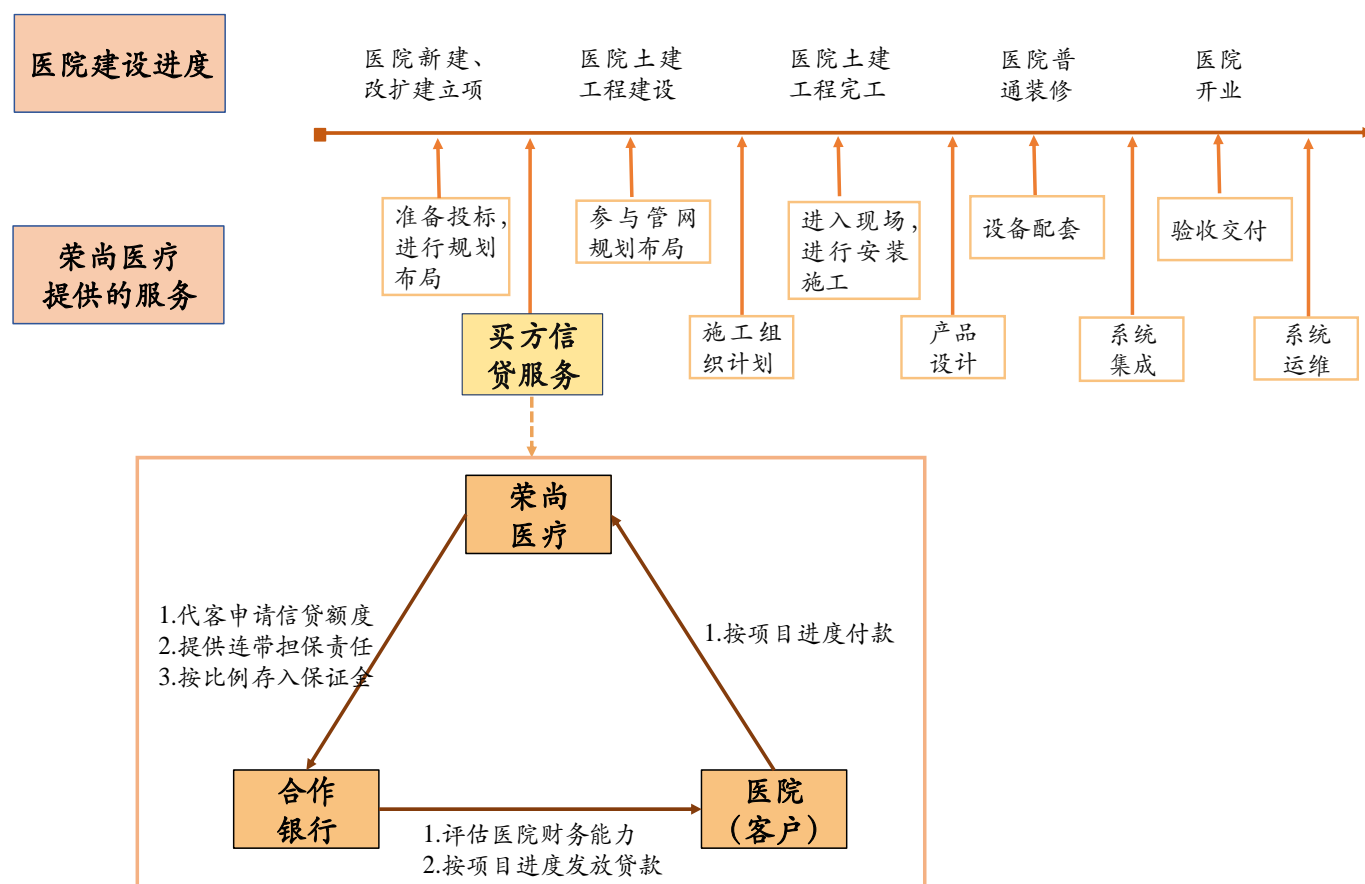 医院建设进度
医院新建、
改扩建立项
医院土建
工程建设
医院土建
工程完工
医院普
通装修
医院
开业
荣尚医疗
提供的服务
准备投标，
进行规划
布局
参与管网
规划布局
进入现场，
进行安装
施工
设备配套
验收交付
买方信
贷服务
施工组
织计划
产品
设计
系统
集成
系统
运维
荣尚
医疗
1.代客申请信贷额度
2.提供连带担保责任
3.按比例存入保证金
1.按项目进度付款
合作
银行
医院
（客户）
1.评估医院财务能力
2.按项目进度发放贷款